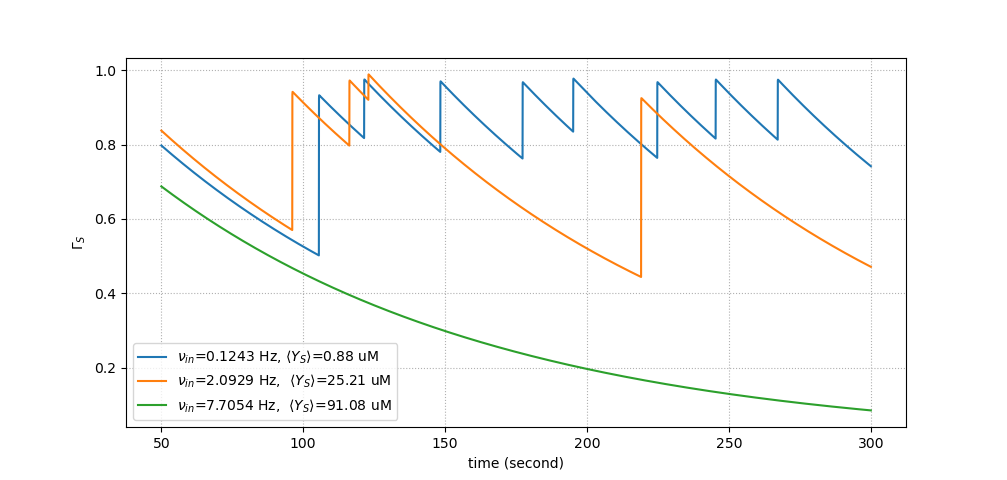 1.0
0.8
0.6
0.4
0.2
Γ_S
ν_in=0.1243 Hz, ⟨Y_S⟩=0.88 uM
ν_in=2.0929 Hz,  ⟨Y_S⟩=25.21 uM
ν_in=7.7054 Hz,  ⟨Y_S⟩=91.08 uM
50 100 150 200 250 300
time (second)